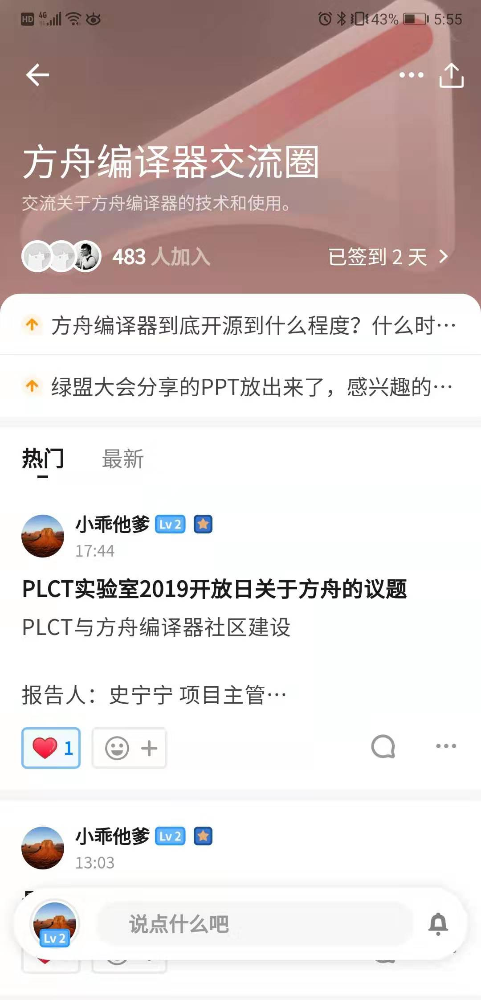 HD 4G 43% 5:55
方舟编译器交流圈
交流关于方舟编译器的技术和使用。
483 人加入 已签到 2 天
方舟编译器到底开源到什么程度？什么时…
绿盟大会分享的PPT放出来了，感兴趣的…
热门 最新
小乖他爹 Lv 2
17:44
PLCT实验室2019开放日关于方舟的议题
PLCT与方舟编译器社区建设
报告人：史宁宁 项目主管…
1
小乖他爹 Lv 2
13:03
说点什么吧
Lv 2